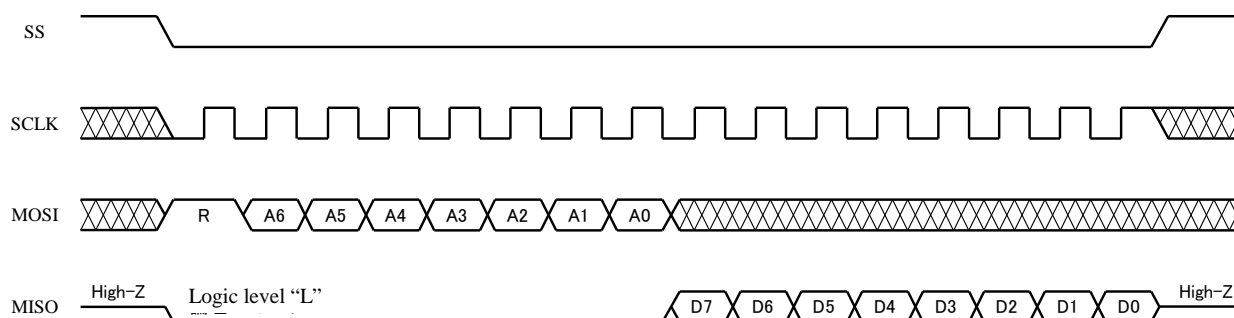 SS
SCLK
MOSI
R A6 A5 A4 A3 A2 A1 A0
MISO
High-Z
Logic level “L”
D7 D6 D5 D4 D3 D2 D1 D0
High-Z